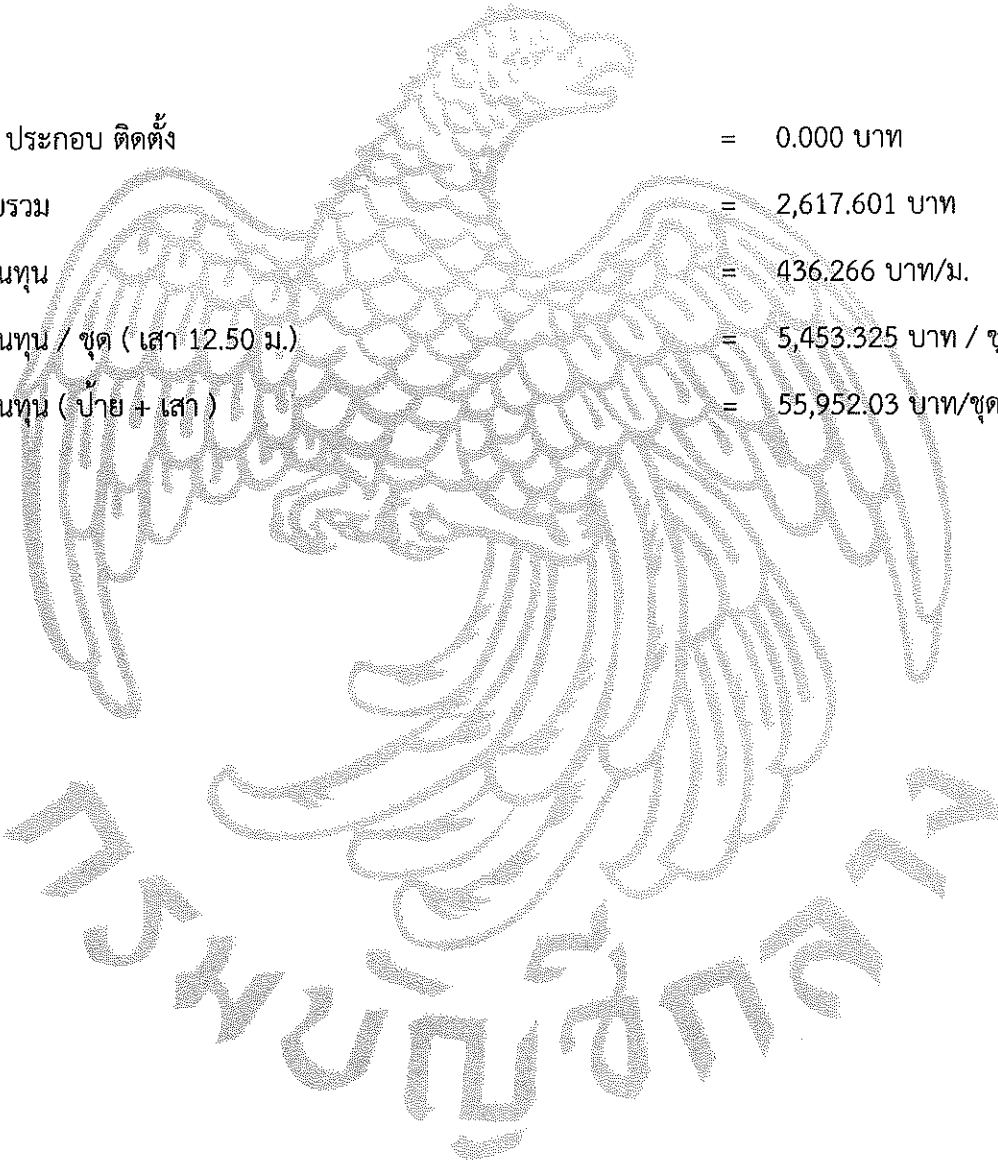 ประกอบ ติดตั้ง = 0.000 บาท
รวม = 2,617.601 บาท
นทุน = 436.266 บาท/ม.
นทุน / ชุด ( เสา 12.50 ม.) = 5,453.325 บาท / ช
นทุน ( ป้าย + เสา ) = 55,952.03 บาท/ชุด
กรมบัญชีกลาง